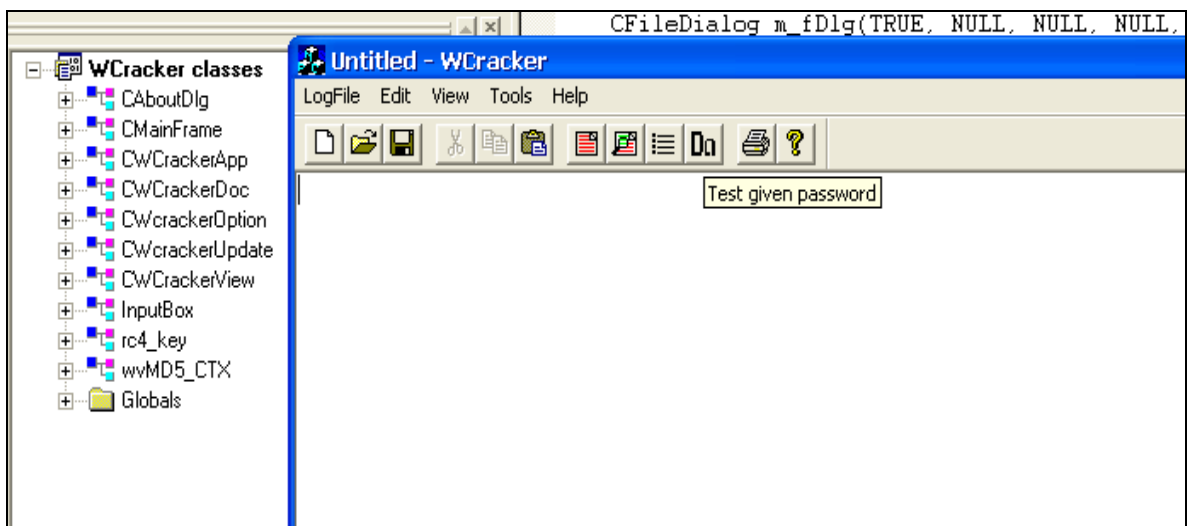 CFileDialog m_fDlg(TRUE, NULL, NULL, NULL,
WCracker classes
CAboutDlg
CMainFrame
CWCrackerApp
CWCrackerDoc
CWcrackerOption
CWcrackerUpdate
CWCrackerView
InputBox
rc4_key
wvMD5_CTX
Globals
Untitled - WCracker
LogFile Edit View Tools Help
Dn
Test given password